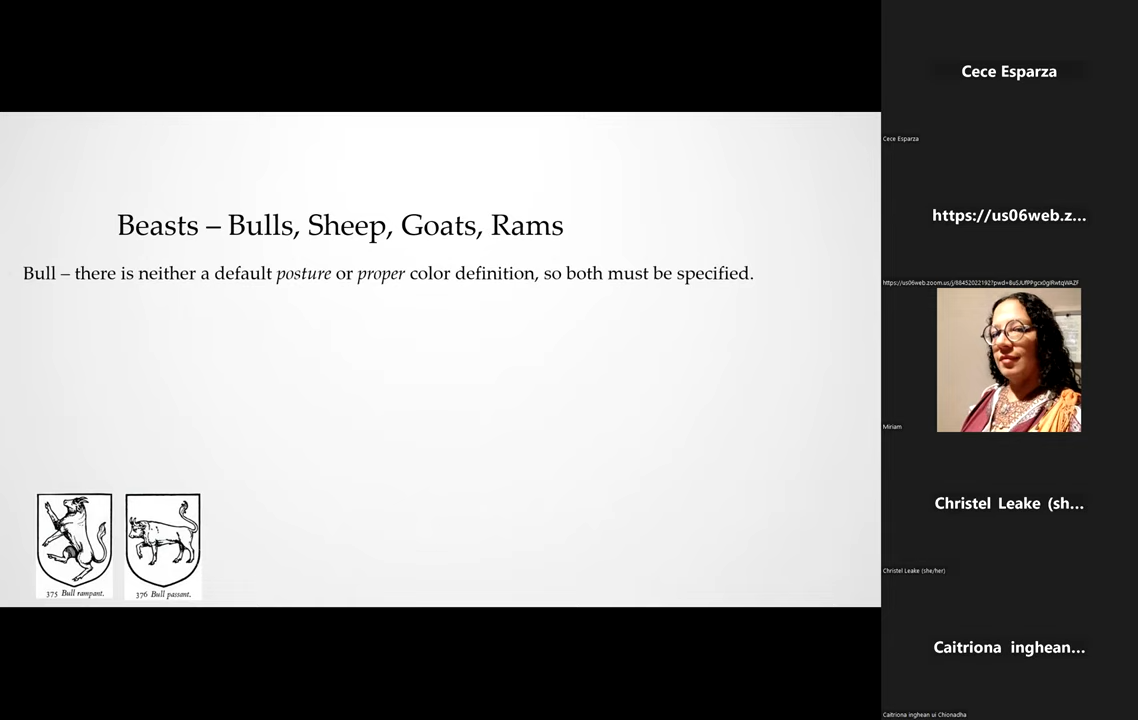 Beasts – Bulls, Sheep, Goats, Rams
Bull – there is neither a default posture or proper color definition, so both must be specified.
375 Bull rampant.
376 Bull passant.
Cece Esparza
Cece Esparza
https://us06web.z...
Miriam
Christel Leake (sh...
Christel Leake (she/her)
Caitriona inghean...
Caitriona inghean ui Chionadha